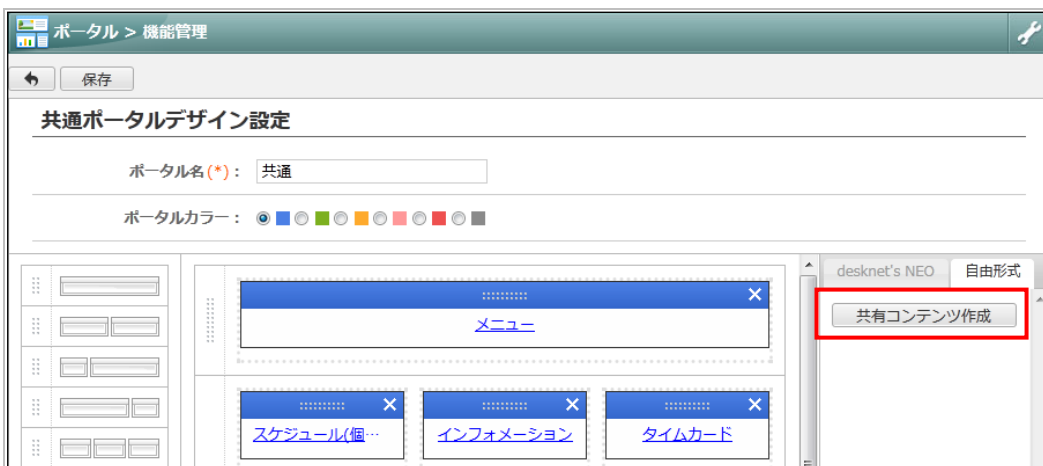 ポータル > 機能管理
保存
共通ポータルデザイン設定
ポータル名(*)： 共通
ポータルカラー：
desknet's NEO 自由形式
共有コンテンツ作成
メニュー
スケジュール(個… インフォメーション タイムカード